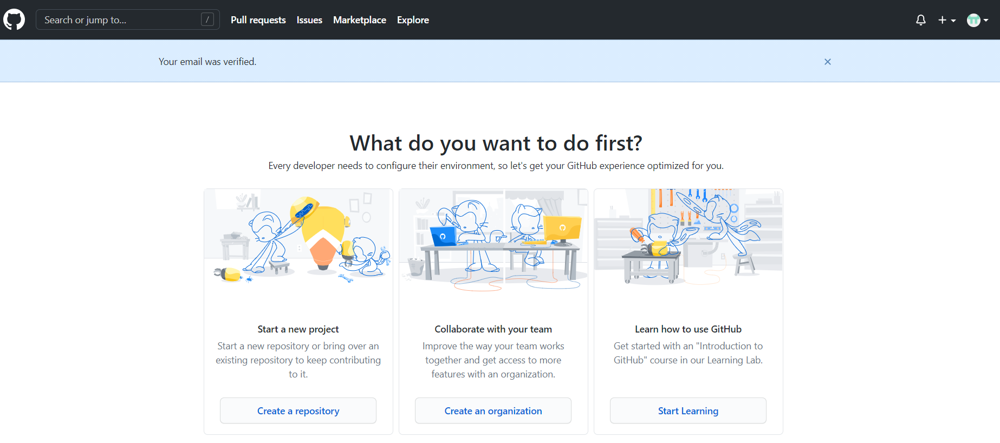 Search or jump to... /
Pull requests
Issues
Marketplace
Explore
Your email was verified.
What do you want to do first?
Every developer needs to configure their environment, so let's get your GitHub experience optimized for you.
Start a new project
Start a new repository or bring over an
existing repository to keep contributing
to it.
Create a repository
Collaborate with your team
Improve the way your team works
together and get access to more
features with an organization.
Create an organization
Learn how to use GitHub
Get started with an "Introduction to
GitHub" course in our Learning Lab.
Start Learning